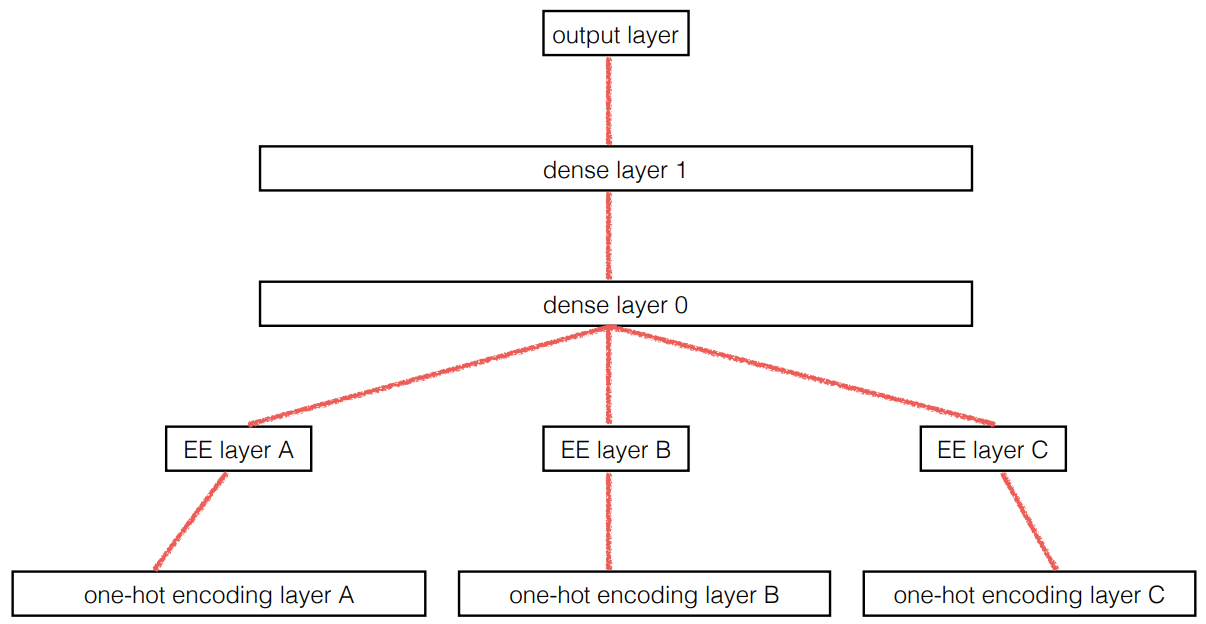 output layer
dense layer 1
dense layer 0
EE layer A
EE layer B
EE layer C
one-hot encoding layer A
one-hot encoding layer B
one-hot encoding layer C